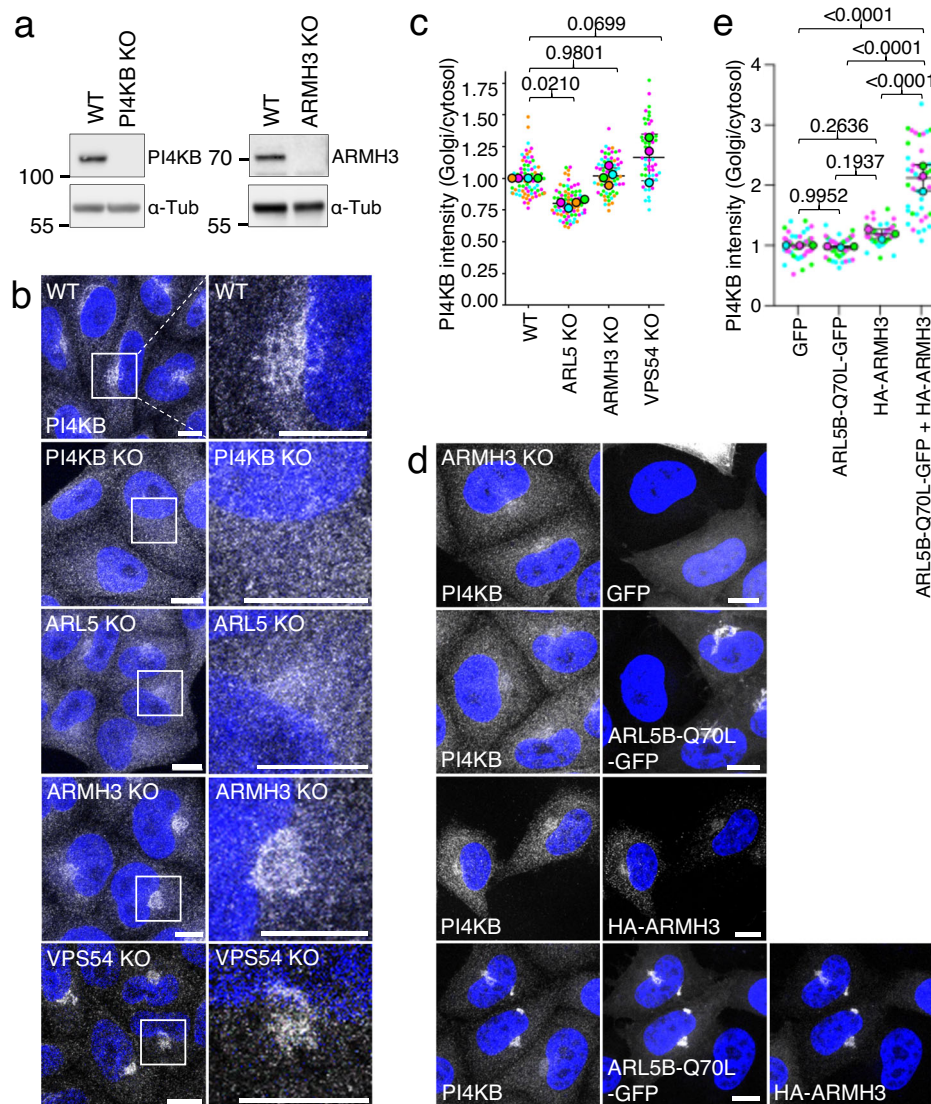 a
WT
PI4KB KO
PI4KB
100
α-Tub
55
WT
ARMH3 KO
70
ARMH3
α-Tub
55
b
WT
PI4KB
WT
PI4KB KO
PI4KB KO
ARL5 KO
ARL5 KO
ARMH3 KO
ARMH3 KO
VPS54 KO
VPS54 KO
c
0.0699
0.9801
0.0210
PI4KB intensity (Golgi/cytosol)
1.75
1.50
1.25
1.00
0.75
0.50
0.25
0.00
WT
ARL5 KO
ARMH3 KO
VPS54 KO
d
ARMH3 KO
PI4KB
GFP
PI4KB
ARL5B-Q70L
-GFP
PI4KB
HA-ARMH3
PI4KB
ARL5B-Q70L
-GFP
HA-ARMH3
e
<0.0001
<0.0001
<0.0001
0.2636
0.1937
0.9952
PI4KB intensity (Golgi/cytosol)
4
3
2
1
0
GFP
ARL5B-Q70L-GFP
HA-ARMH3
ARL5B-Q70L-GFP + HA-ARMH3